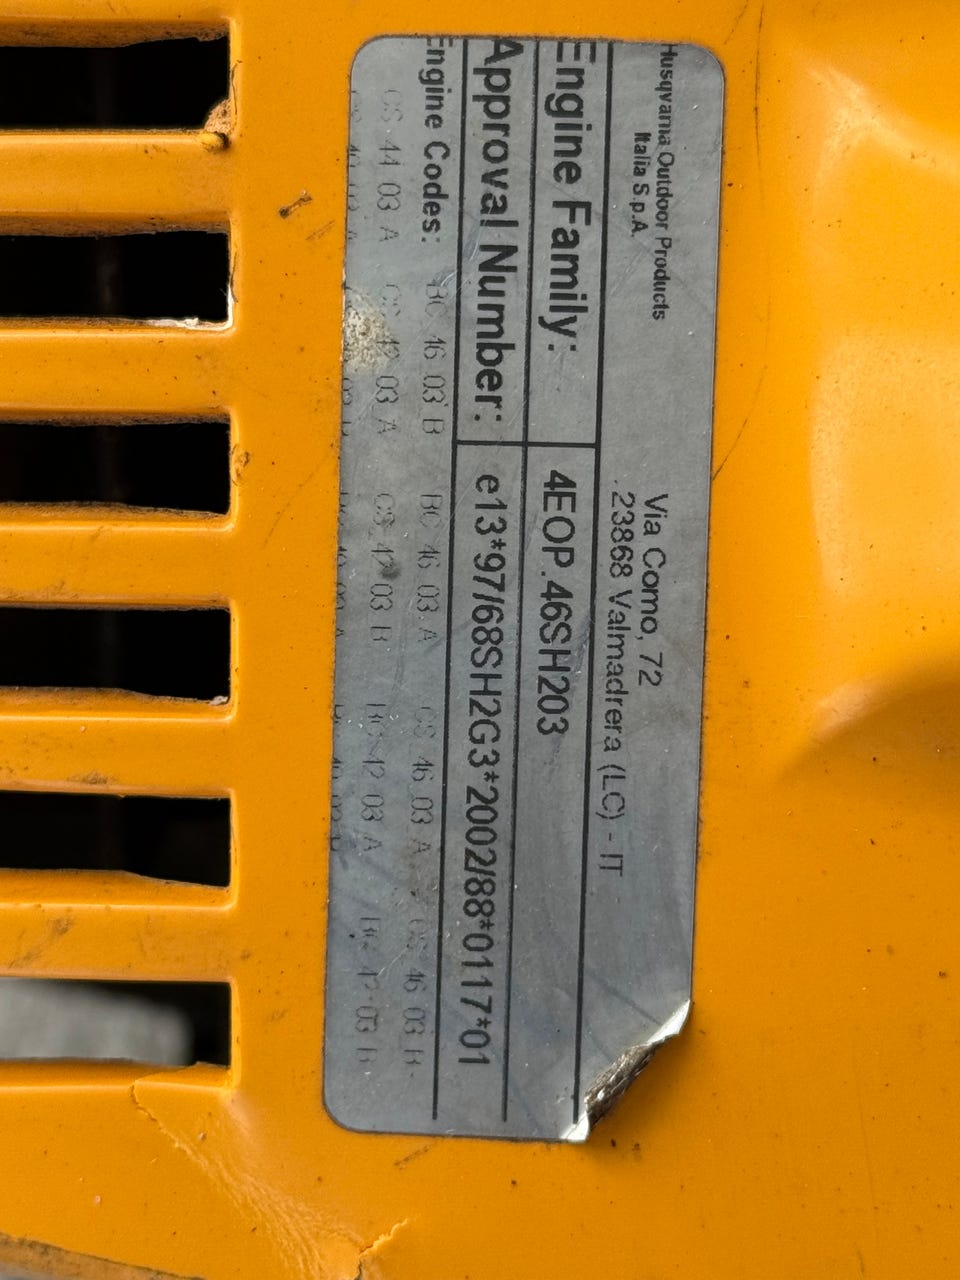 Husqvarna Outdoor Products
Italia S.p.A.
Via Como, 72
23868 Valmadrera (LC) - IT
Engine Family: 4EOP.46SH203
Approval Number: e13*97/68SH2G3*2002/88*0117*01
Engine Codes: BC 46 03 B BC 46 03 A CS 46 03 A CS 46 03 B
CS 44 03 A CC 42 03 A CS 42 03 B BC 42 03 A BC 42 03 B